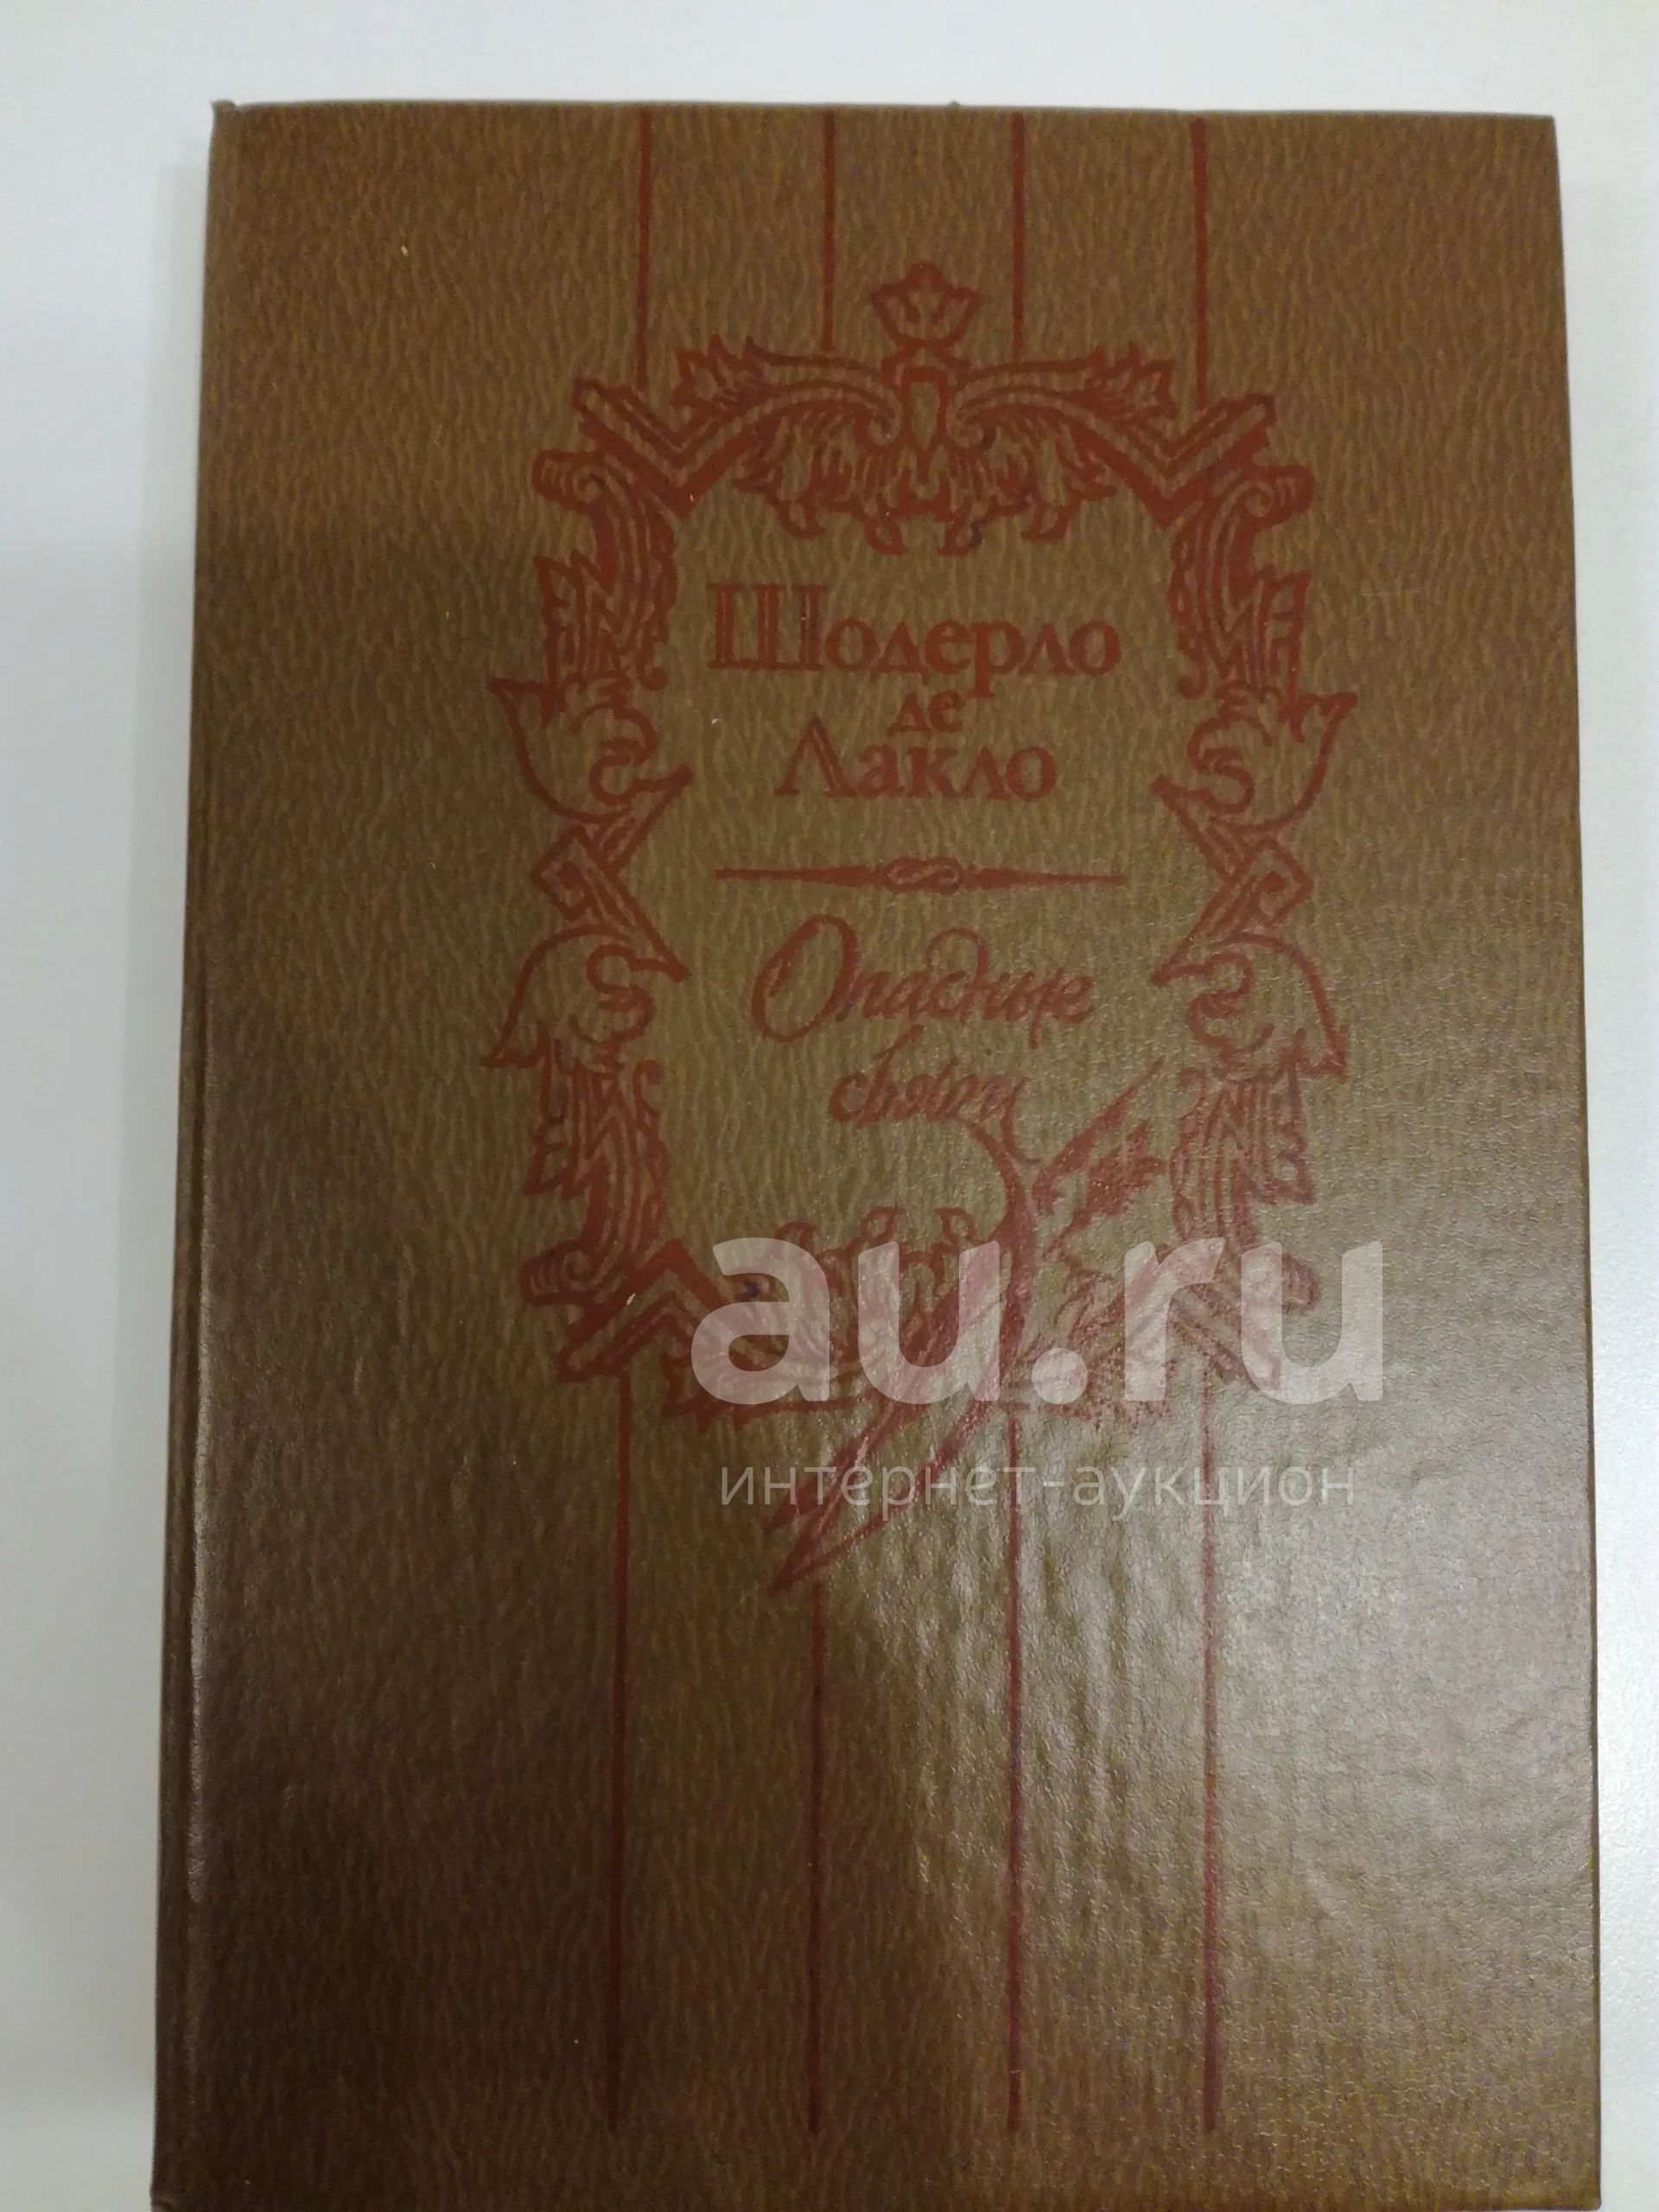 Шодерло
де
Лакло
Опасные
связи
au.ru
интернет-аукцион